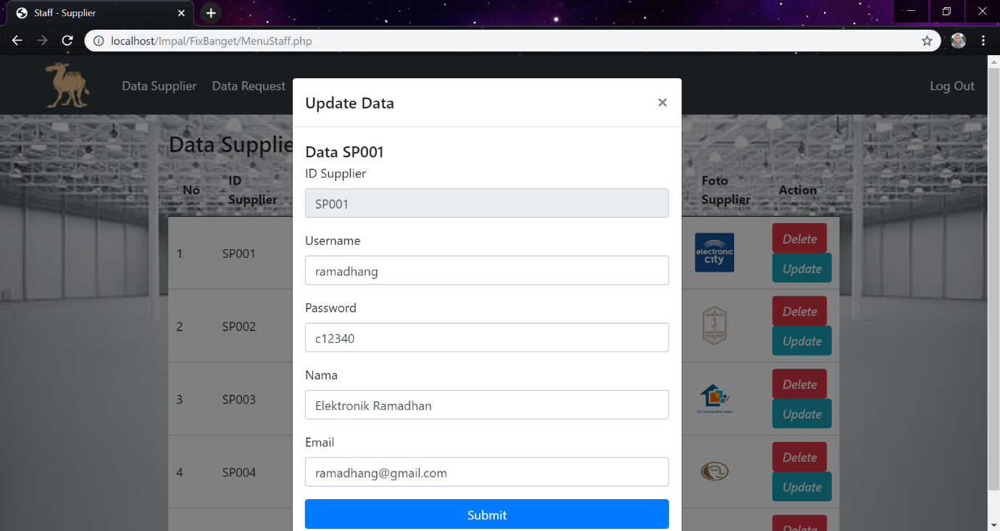 Staff - Supplier
localhost/Impal/FixBanget/MenuStaff.php
Data Supplier
Data Request
Log Out
Update Data
×
Data Supplie
Data SP001
ID Supplier
SP001
Username
ramadhang
Password
c12340
Nama
Elektronik Ramadhan
Email
ramadhang@gmail.com
Submit
No
ID
Supplier
Foto
Supplier
Action
1
SP001
electronic
city
Delete
Update
2
SP002
Delete
Update
3
SP003
Delete
Update
4
SP004
Delete
Update
Delete